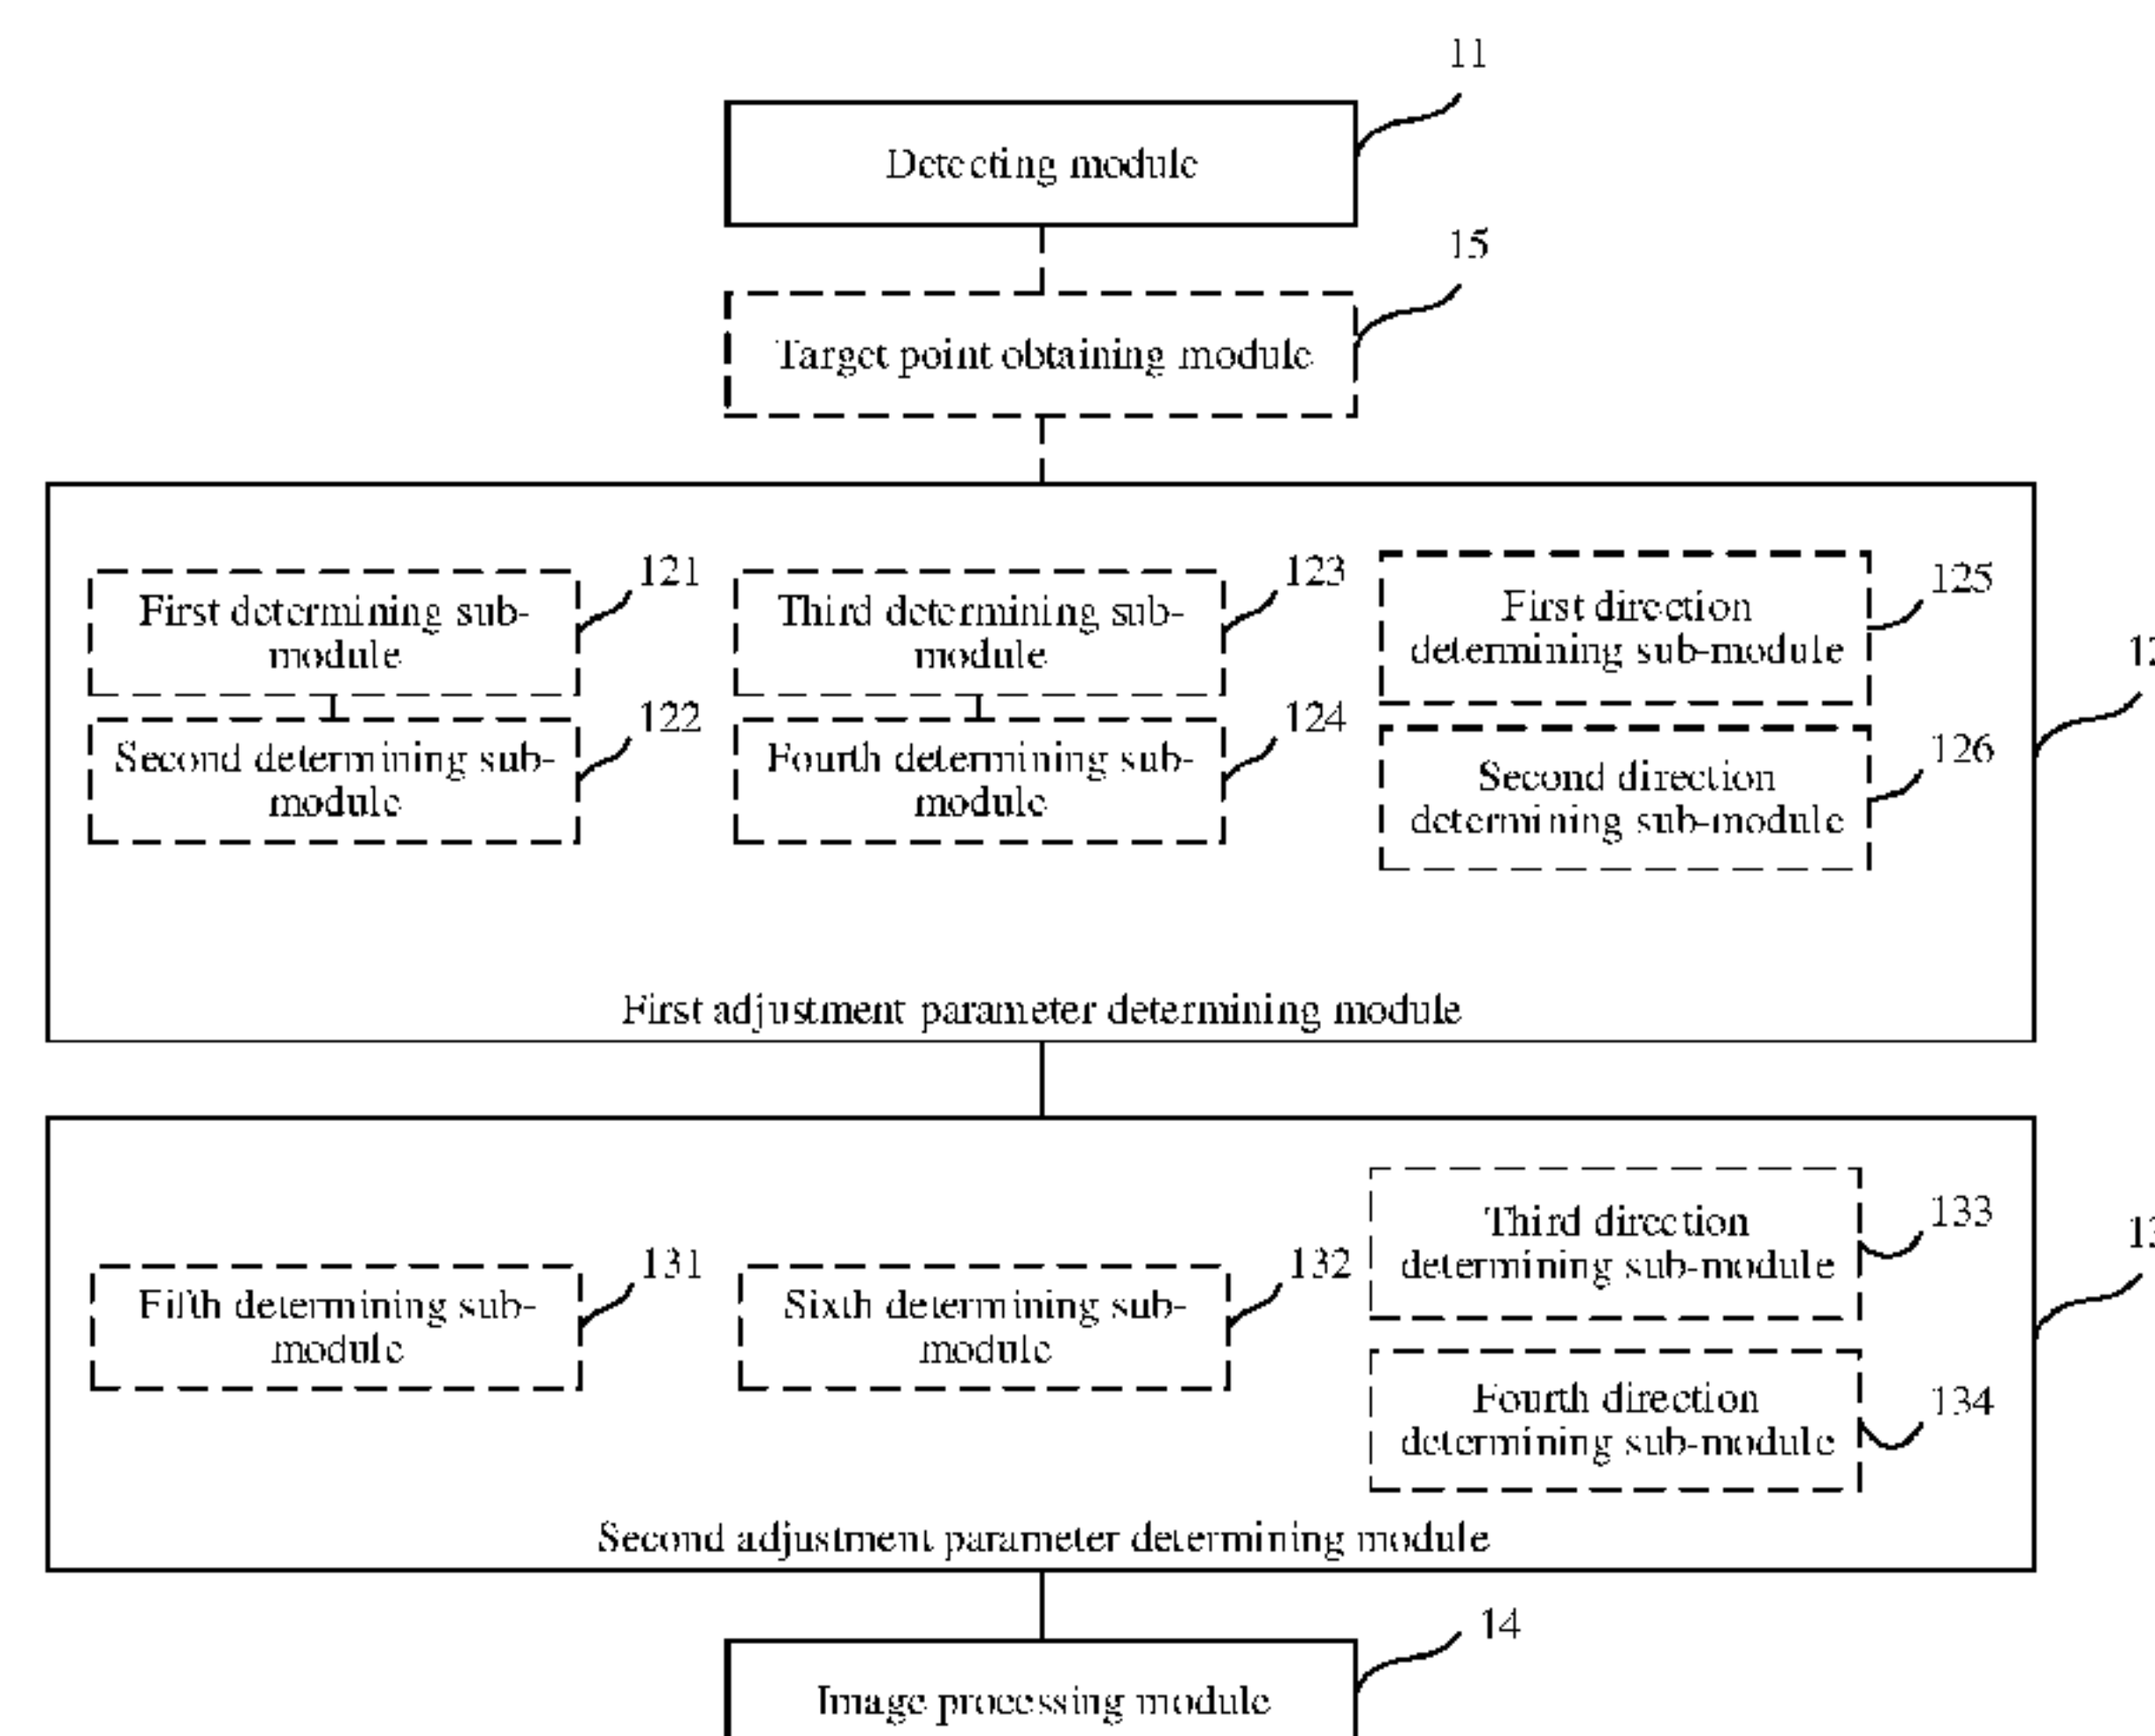 11
Detecting module
15
Target point obtaining module
121
First determining sub-
module
122
Second determining sub-
module
123
Third determining sub-
module
124
Fourth determining sub-
module
125
First direction
determining sub-module
126
Second direction
determining sub-module
First adjustment parameter determining module
131
Fifth determining sub-
module
132
Sixth determining sub-
module
133
Third direction
determining sub-module
134
Fourth direction
determining sub-module
Second adjustment parameter determining module
14
Image processing module